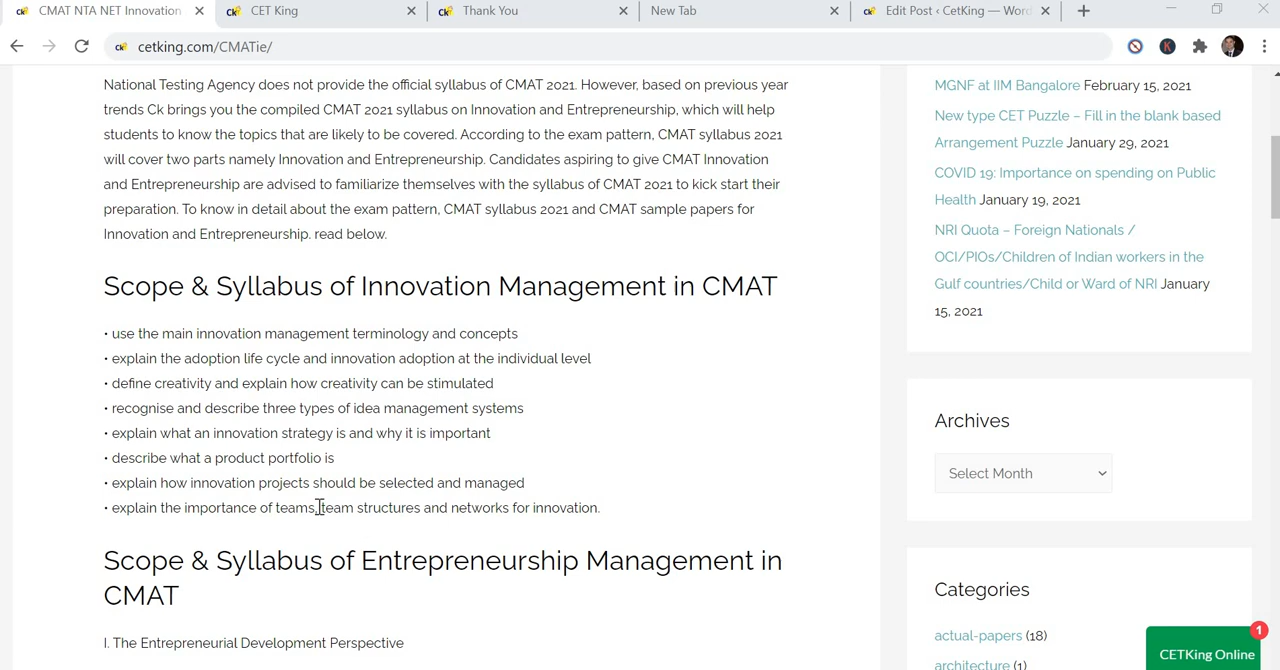 CMAT NTA NET Innovation
CET King
Thank You
New Tab
Edit Post ‹ CetKing — Word
cetking.com/CMATie/
National Testing Agency does not provide the official syllabus of CMAT 2021. However, based on previous year
trends Ck brings you the compiled CMAT 2021 syllabus on Innovation and Entrepreneurship, which will help
students to know the topics that are likely to be covered. According to the exam pattern, CMAT syllabus 2021
will cover two parts namely Innovation and Entrepreneurship. Candidates aspiring to give CMAT Innovation
and Entrepreneurship are advised to familiarize themselves with the syllabus of CMAT 2021 to kick start their
preparation. To know in detail about the exam pattern, CMAT syllabus 2021 and CMAT sample papers for
Innovation and Entrepreneurship. read below.
Scope & Syllabus of Innovation Management in CMAT
• use the main innovation management terminology and concepts
• explain the adoption life cycle and innovation adoption at the individual level
• define creativity and explain how creativity can be stimulated
• recognise and describe three types of idea management systems
• explain what an innovation strategy is and why it is important
• describe what a product portfolio is
• explain how innovation projects should be selected and managed
• explain the importance of teams, team structures and networks for innovation.
Scope & Syllabus of Entrepreneurship Management in
CMAT
I. The Entrepreneurial Development Perspective
MGNF at IIM Bangalore February 15, 2021
New type CET Puzzle – Fill in the blank based
Arrangement Puzzle January 29, 2021
COVID 19: Importance on spending on Public
Health January 19, 2021
NRI Quota – Foreign Nationals /
OCI/PIOs/Children of Indian workers in the
Gulf countries/Child or Ward of NRI January
15, 2021
Archives
Select Month
Categories
actual-papers (18)
architecture (1)
CETKing Online
1